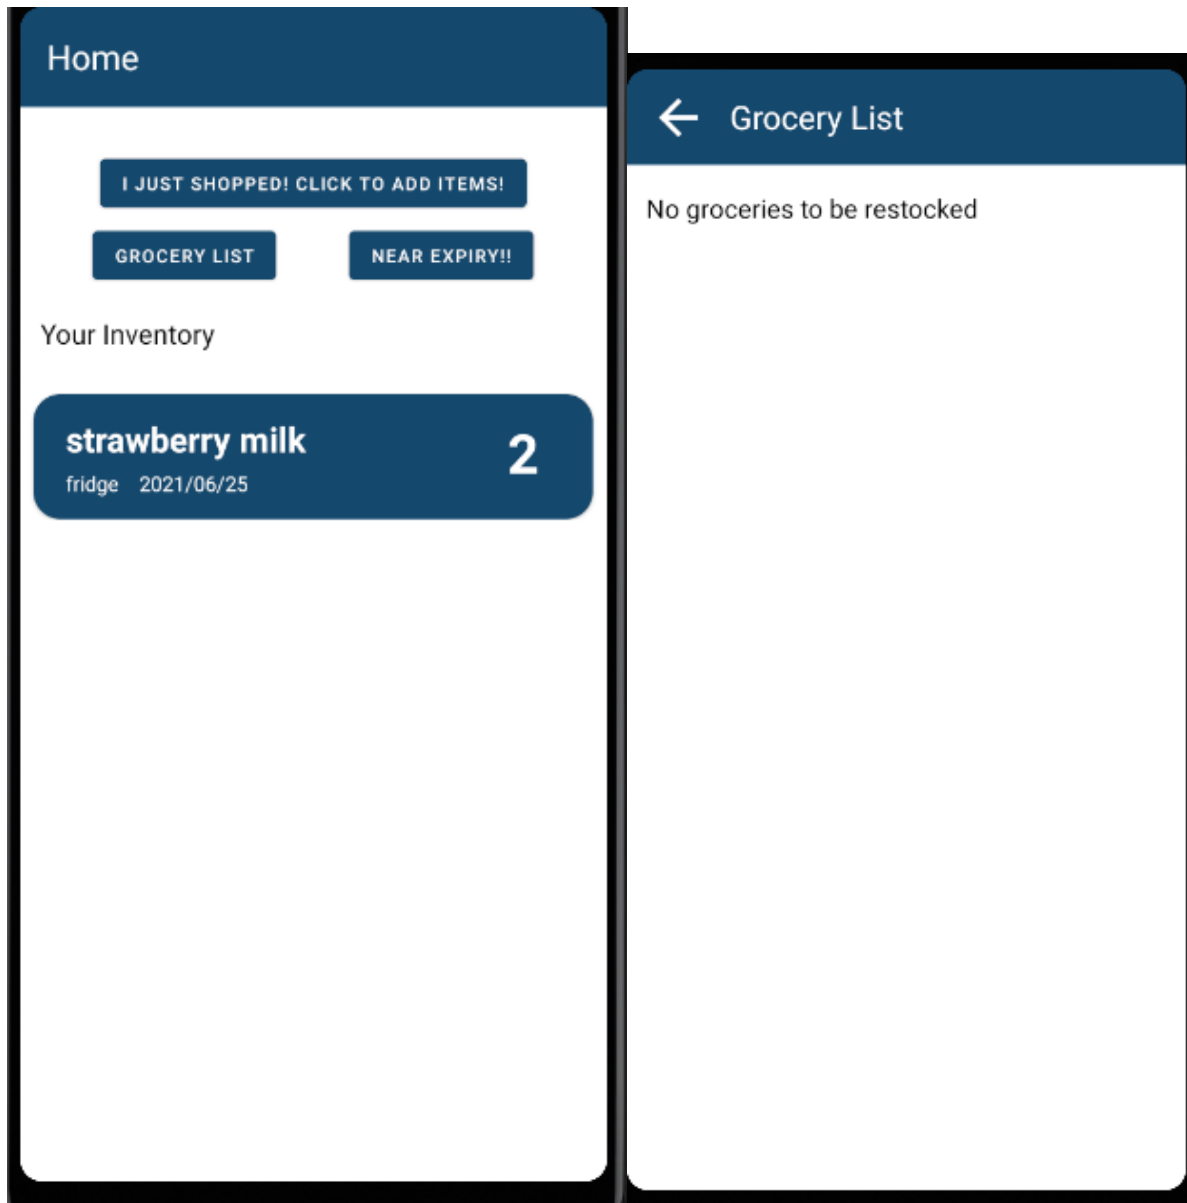 Home
I JUST SHOPPED! CLICK TO ADD ITEMS!
GROCERY LIST NEAR EXPIRY!!
Your Inventory
strawberry milk 2
fridge 2021/06/25
Grocery List
No groceries to be restocked